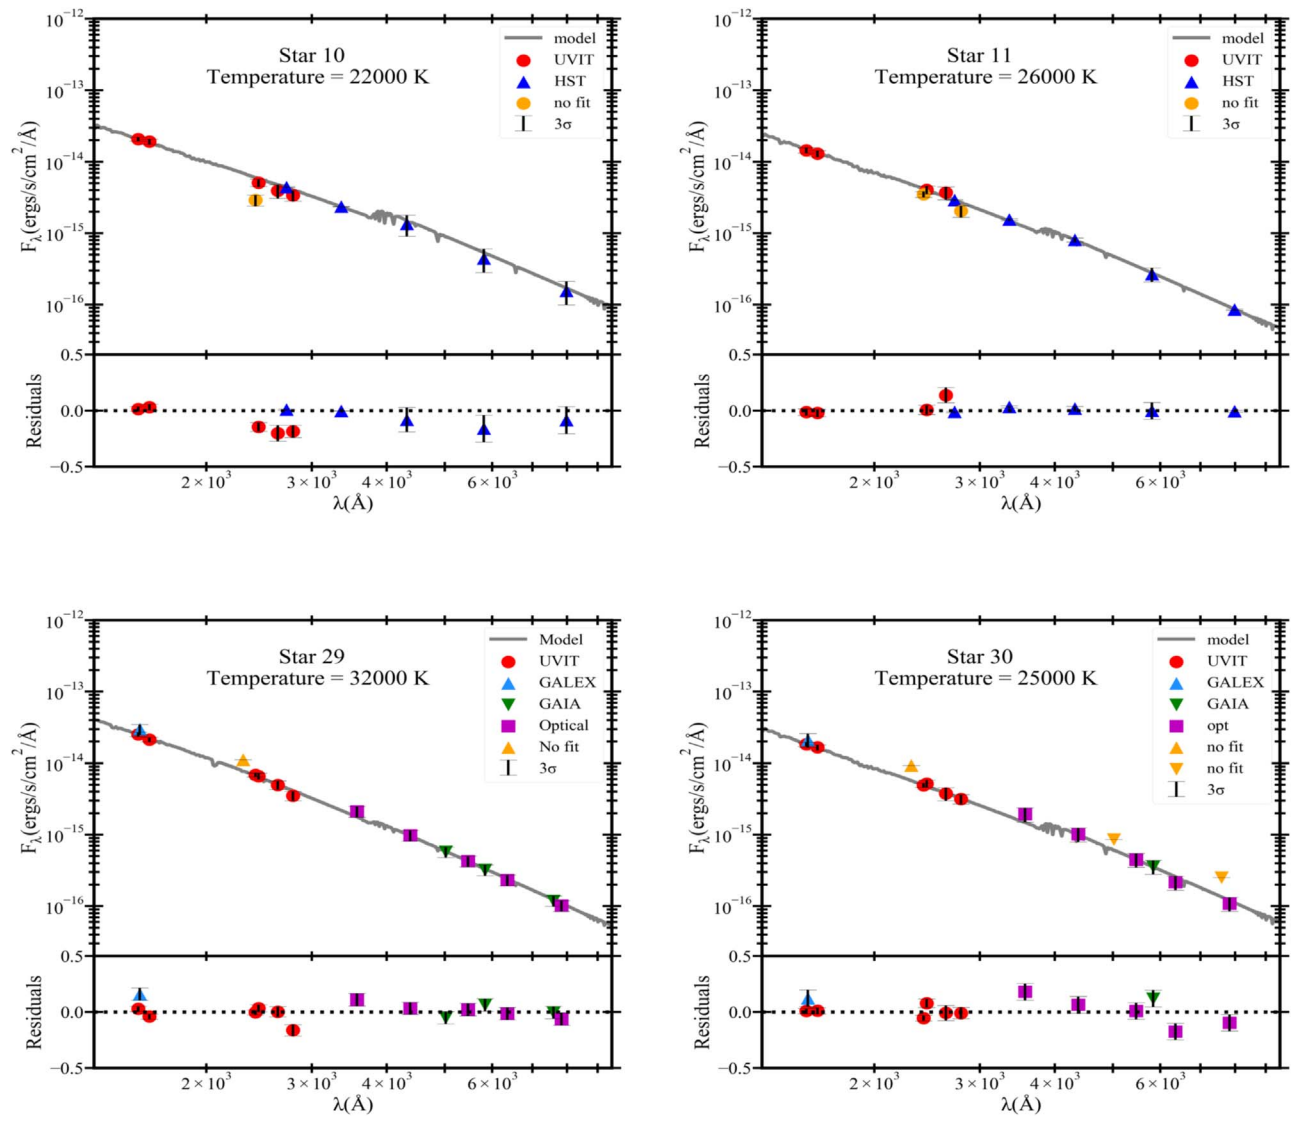 Star 10
Temperature = 22000 K
model
UVIT
HST
no fit
3σ
10⁻¹²
10⁻¹³
10⁻¹⁴
10⁻¹⁵
10⁻¹⁶
Fλ(ergs/s/cm²/Å)
0.5
0.0
−0.5
Residuals
2 × 10³ 3 × 10³ 4 × 10³ 6 × 10³
λ(Å)
Star 11
Temperature = 26000 K
model
UVIT
HST
no fit
3σ
10⁻¹²
10⁻¹³
10⁻¹⁴
10⁻¹⁵
10⁻¹⁶
Fλ(ergs/s/cm²/Å)
0.5
0.0
−0.5
Residuals
2 × 10³ 3 × 10³ 4 × 10³ 6 × 10³
λ(Å)
Star 29
Temperature = 32000 K
Model
UVIT
GALEX
GAIA
Optical
No fit
3σ
10⁻¹²
10⁻¹³
10⁻¹⁴
10⁻¹⁵
10⁻¹⁶
Fλ(ergs/s/cm²/Å)
0.5
0.0
−0.5
Residuals
2 × 10³ 3 × 10³ 4 × 10³ 6 × 10³
λ(Å)
Star 30
Temperature = 25000 K
model
UVIT
GALEX
GAIA
opt
no fit
no fit
3σ
10⁻¹²
10⁻¹³
10⁻¹⁴
10⁻¹⁵
10⁻¹⁶
Fλ(ergs/s/cm²/Å)
0.5
0.0
−0.5
Residuals
2 × 10³ 3 × 10³ 4 × 10³ 6 × 10³
λ(Å)